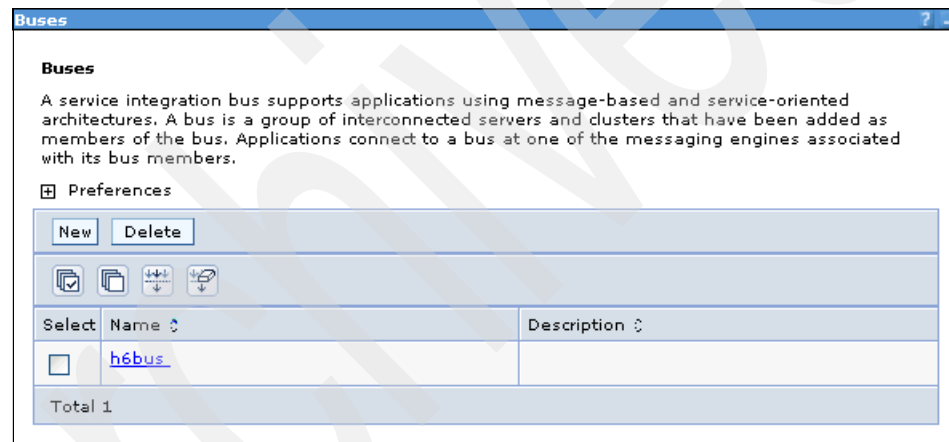 Buses ?
Buses
A service integration bus supports applications using message-based and service-oriented
architectures. A bus is a group of interconnected servers and clusters that have been added as
members of the bus. Applications connect to a bus at one of the messaging engines associated
with its bus members.
Preferences
New Delete
Select Name Description
h6bus
Total 1